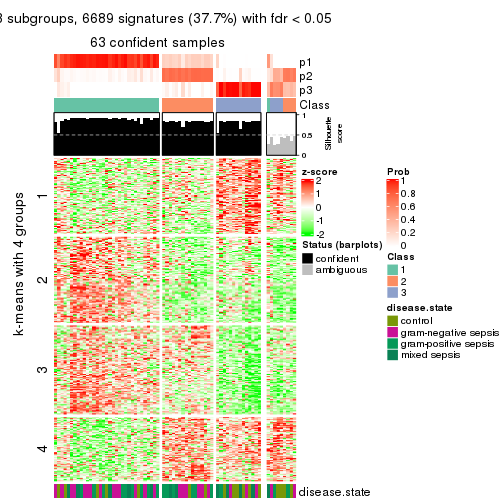 3 subgroups, 6689 signatures (37.7%) with fdr < 0.05
63 confident samples
p1
p2
p3
Class
1
0.5
0
Silhouette
score
k-means with 4 groups
1
2
3
4
disease.state
z-score
2
1
0
-1
-2
Status (barplots)
confident
ambiguous
Prob
1
0.8
0.6
0.4
0.2
0
Class
1
2
3
disease.state
control
gram-negative sepsis
gram-positive sepsis
mixed sepsis